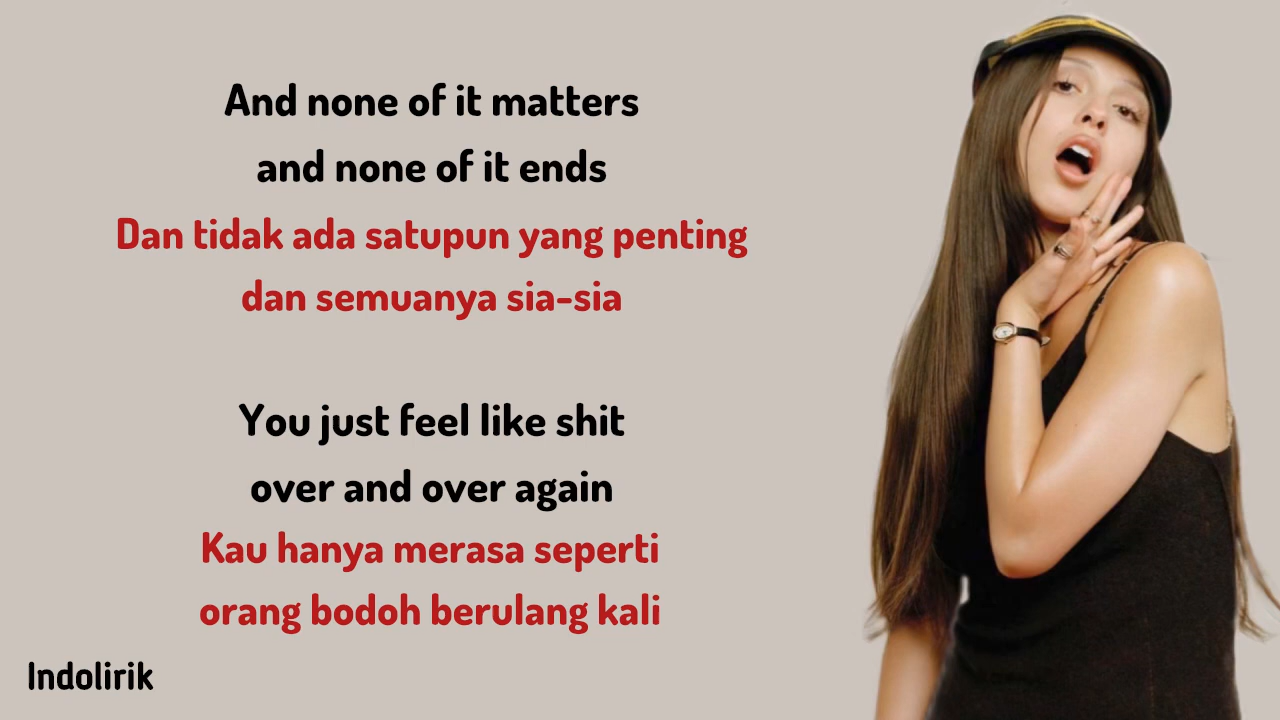 And none of it matters
and none of it ends
Dan tidak ada satupun yang penting
dan semuanya sia-sia
You just feel like shit
over and over again
Kau hanya merasa seperti
orang bodoh berulang kali
Indolirik